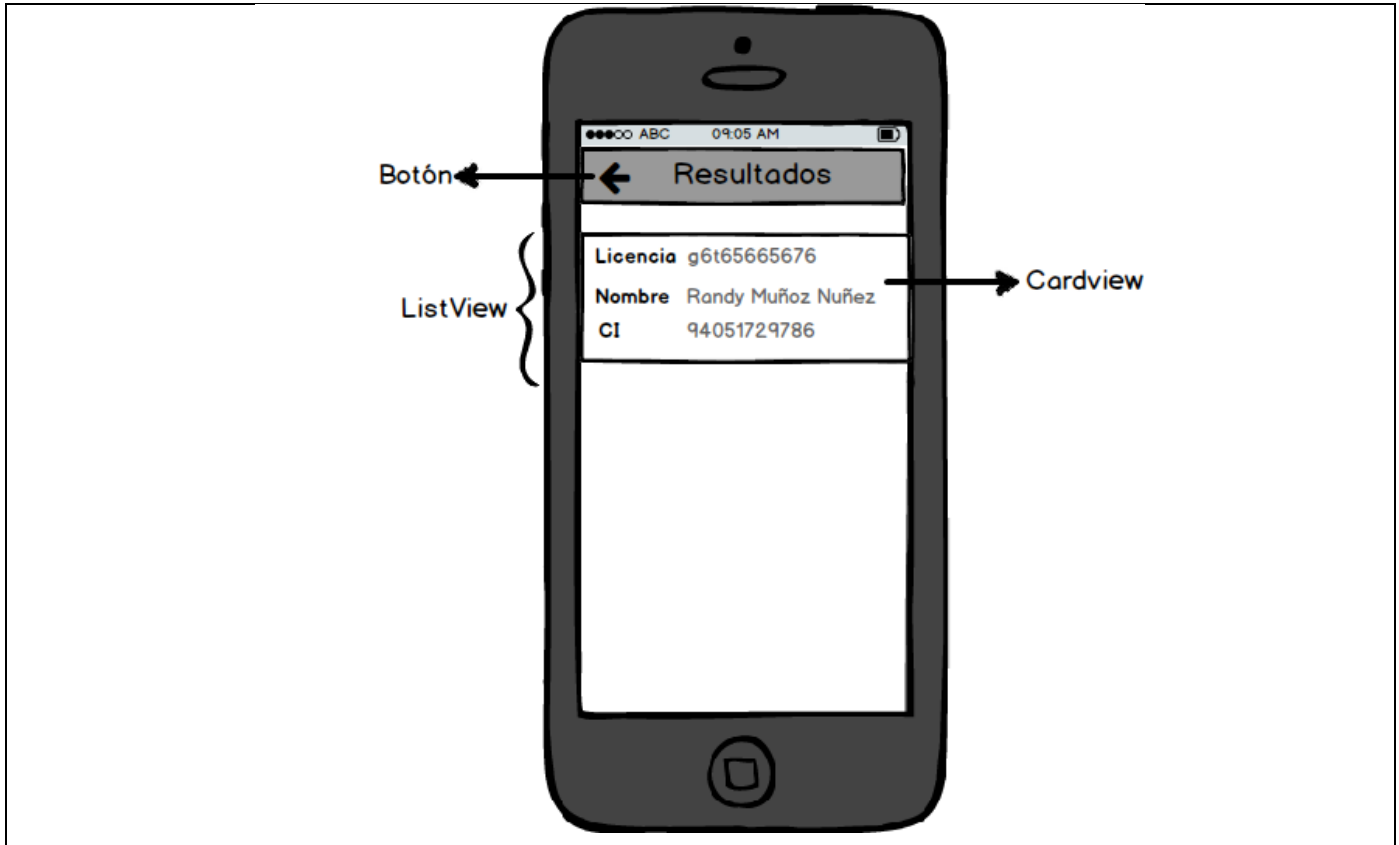 ABC 09:05 AM
Botón
Resultados
Licencia g6t65665676
Cardview
Nombre Randy Muñoz Nuñez
ListView
CI 94051729786